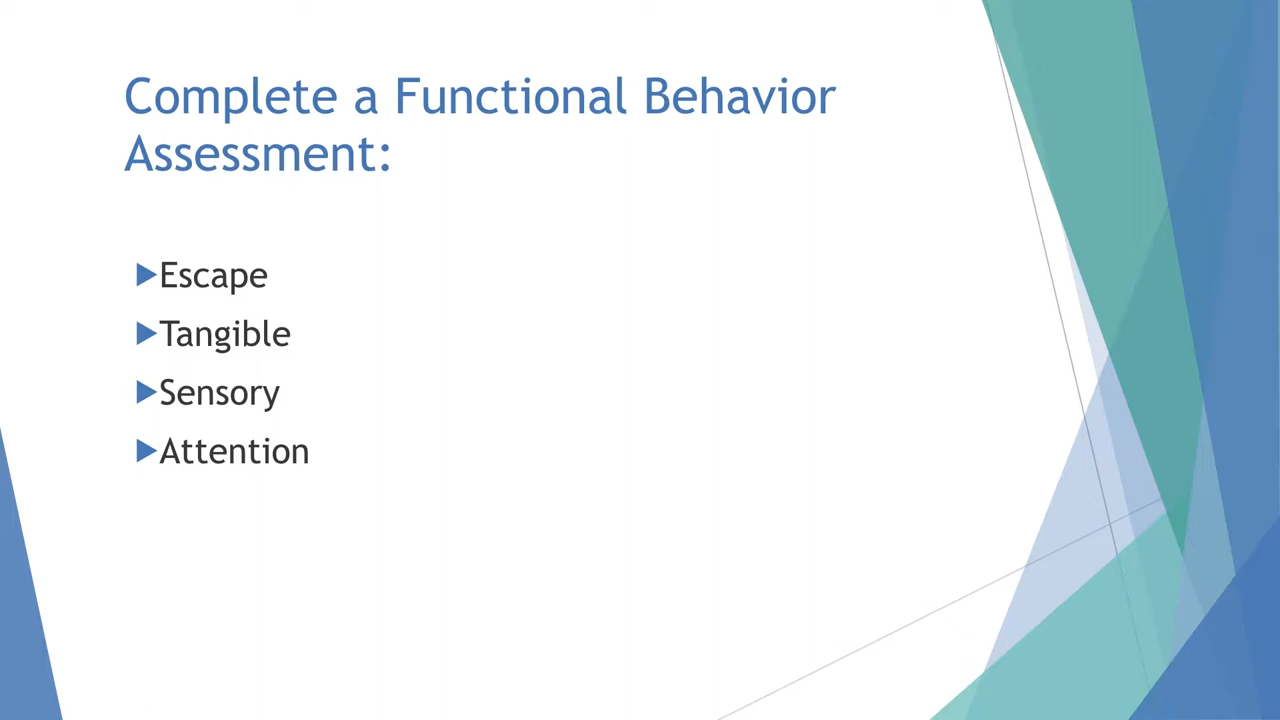 Complete a Functional Behavior
Assessment:
Escape
Tangible
Sensory
Attention